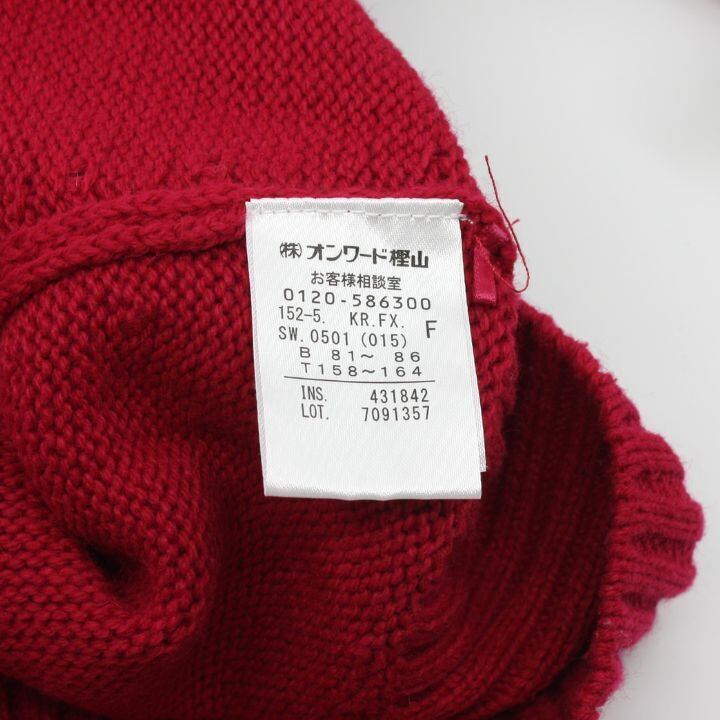 ㈱オンワード樫山
お客様相談室
0120-586300
152-5. KR.FX. F
SW.0501(015)
B 81～ 86
T158～164
INS. 431842
LOT. 7091357